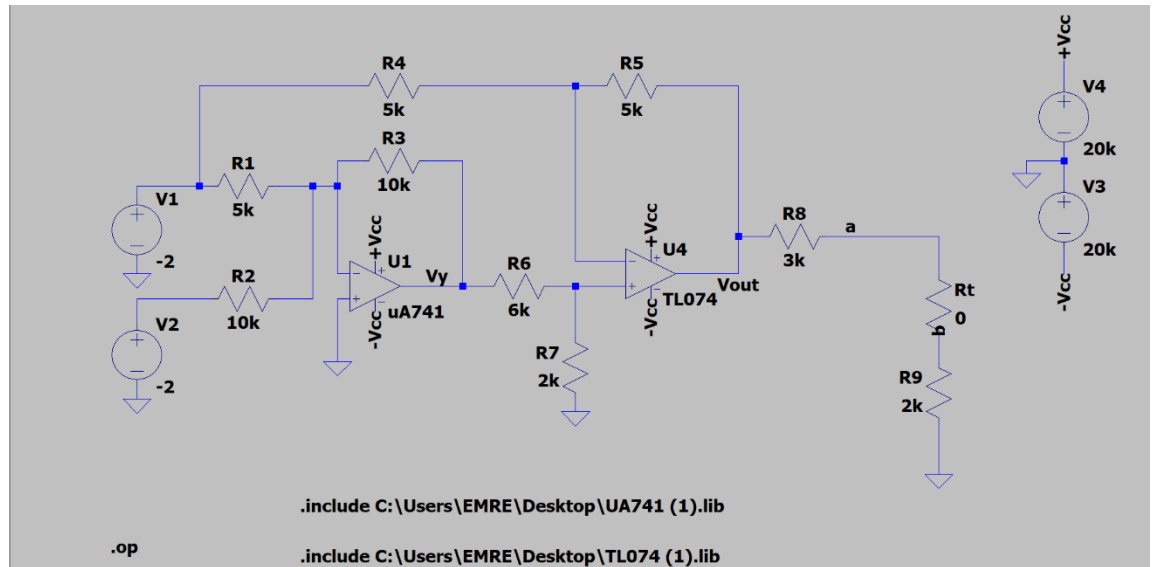 +Vcc
R4
5k
R5
5k
V4
20k
R3
10k
R1
5k
V1
-2
V3
20k
-Vcc
R2
10k
V2
-2
+Vcc
U1
-Vcc
uA741
Vy
R6
6k
R7
2k
+Vcc
U4
-Vcc
TL074
Vout
R8
3k
a
Rt
0
b
R9
2k
.include C:\Users\EMRE\Desktop\UA741 (1).lib
.op
.include C:\Users\EMRE\Desktop\TL074 (1).lib